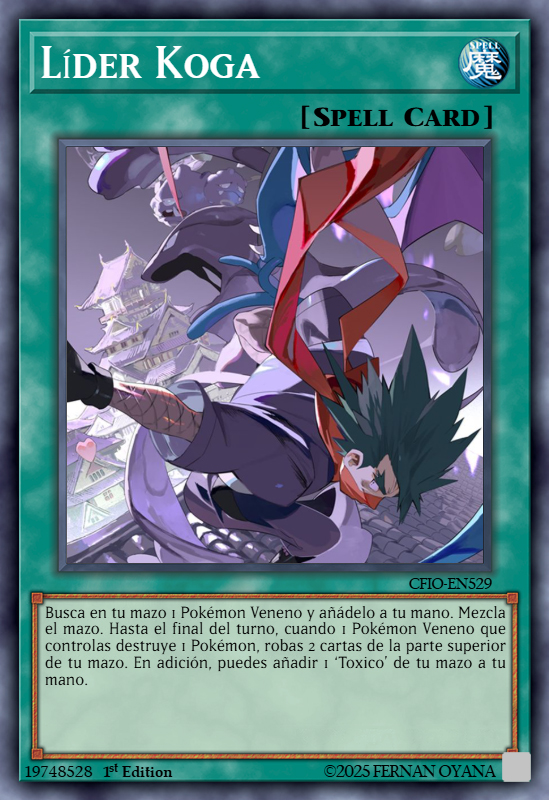 LÍDER KOGA
SPELL
魔
[SPELL CARD]
CFIO-EN529
Busca en tu mazo 1 Pokémon Veneno y añádelo a tu mano. Mezcla
el mazo. Hasta el final del turno, cuando 1 Pokémon Veneno que
controlas destruye 1 Pokémon, robas 2 cartas de la parte superior
de tu mazo. En adición, puedes añadir 1 ‘Toxico’ de tu mazo a tu
mano.
19748528 1st Edition ©2025 FERNAN OYANA